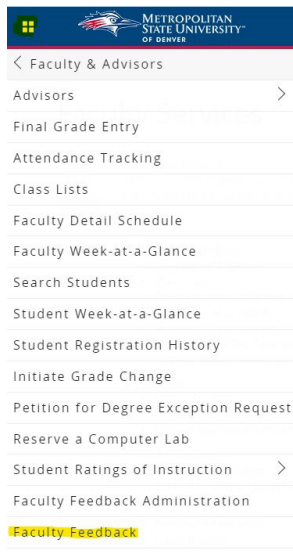 METROPOLITAN
STATE UNIVERSITY™
OF DENVER
< Faculty & Advisors
Advisors >
Final Grade Entry
Attendance Tracking
Class Lists
Faculty Detail Schedule
Faculty Week-at-a-Glance
Search Students
Student Week-at-a-Glance
Student Registration History
Initiate Grade Change
Petition for Degree Exception Request
Reserve a Computer Lab
Student Ratings of Instruction >
Faculty Feedback Administration
Faculty Feedback